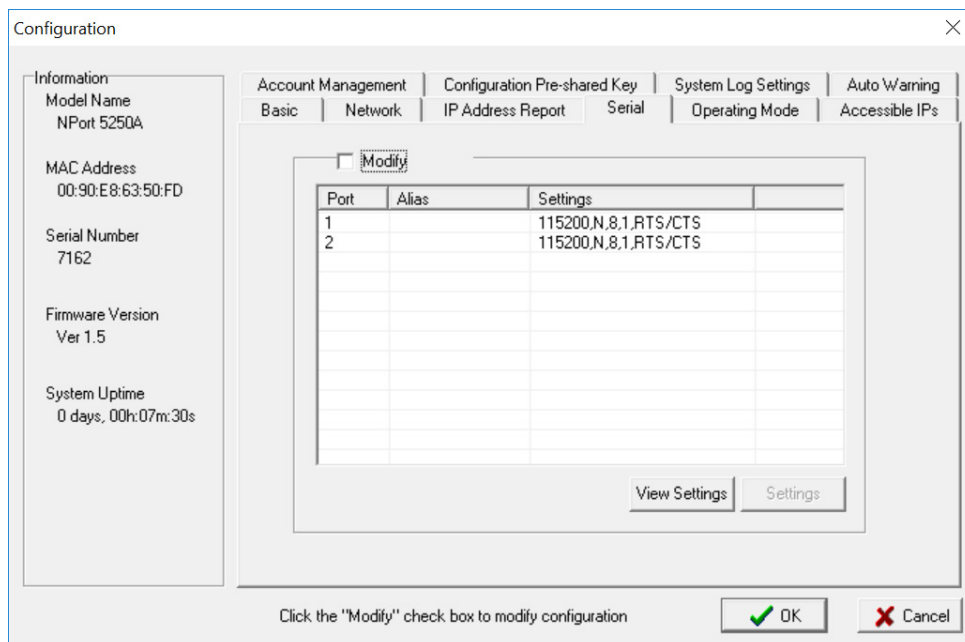 Configuration
Information
Model Name
NPort 5250A
MAC Address
00:90:E8:63:50:FD
Serial Number
7162
Firmware Version
Ver 1.5
System Uptime
0 days, 00h:07m:30s
Account Management Configuration Pre-shared Key System Log Settings Auto Warning
Basic Network IP Address Report Serial Operating Mode Accessible IPs
Modify
Port Alias Settings
1 115200,N,8,1,RTS/CTS
2 115200,N,8,1,RTS/CTS
View Settings Settings
Click the "Modify" check box to modify configuration OK Cancel